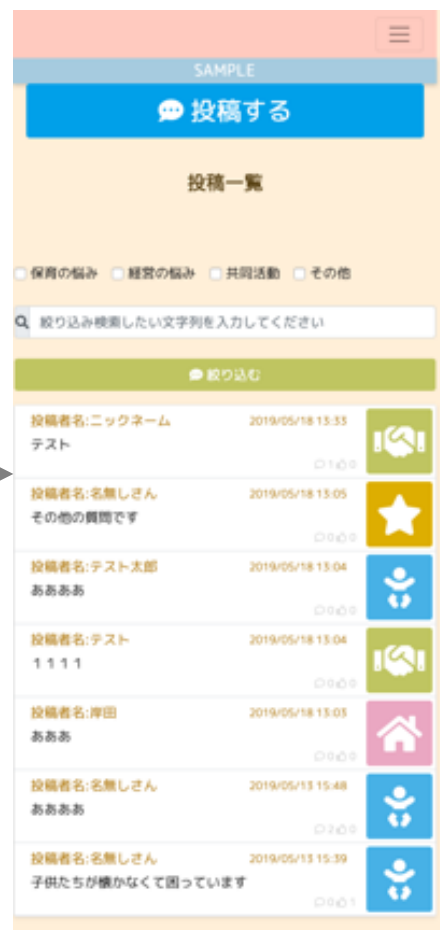 SAMPLE
投稿する
投稿一覧
保育の悩み 経営の悩み 共同活動 その他
絞り込み検索したい文字列を入力してください
絞り込む
投稿者名:ニックネーム 2019/05/18 13:33
テスト
1 0
投稿者名:名無しさん 2019/05/18 13:05
その他の質問です
0 0
投稿者名:テスト太郎 2019/05/18 13:04
ああああ
0 0
投稿者名:テスト 2019/05/18 13:04
1111
0 0
投稿者名:岸田 2019/05/18 13:03
あああ
0 0
投稿者名:名無しさん 2019/05/13 15:48
ああああ
2 0
投稿者名:名無しさん 2019/05/13 15:39
子供たちが懐かなくて困っています
0 1